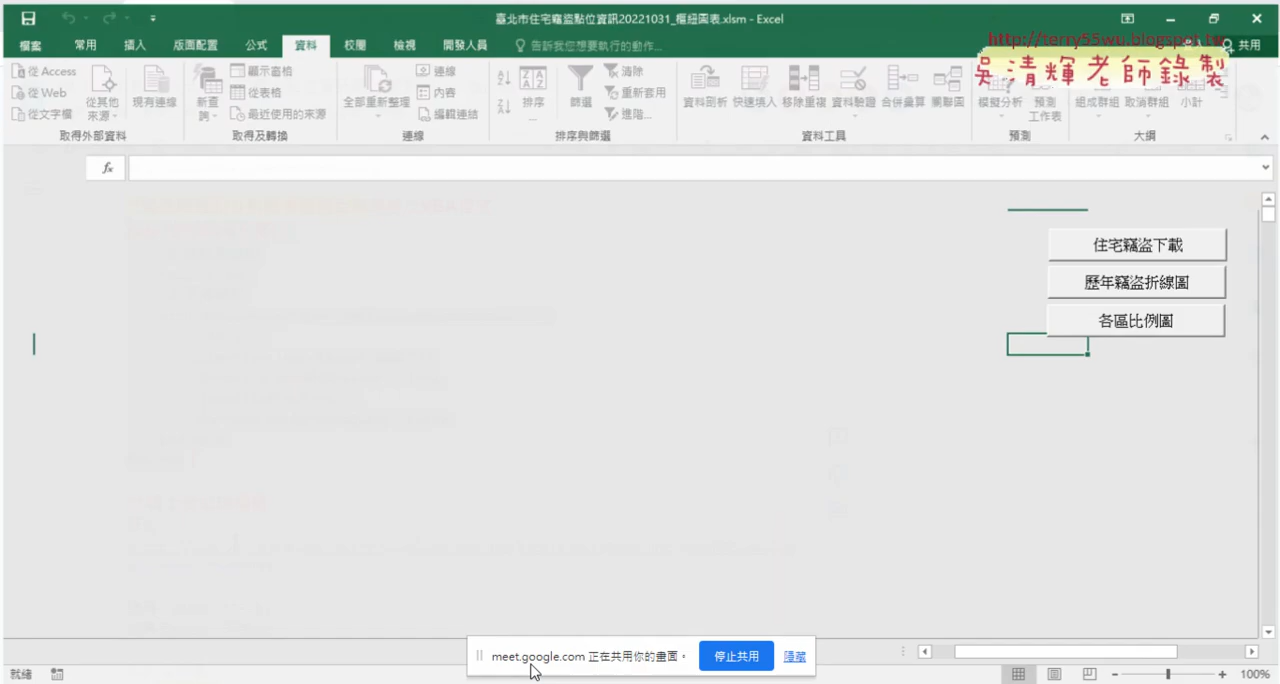 臺北市住宅竊盜點位資訊20221031_樞紐圖表.xlsm - Excel
檔案 常用 插入 版面配置 公式 資料 校閱 檢視 開發人員 告訴我您想要執行的動作... 共用
http://terry55wu.blogspot.tw
吳清輝老師錄製
從 Access
從 Web
從文字檔
從其他來源
現有連線
取得外部資料
新查詢
顯示查詢
從表格
最近使用的來源
取得及轉換
全部重新整理
連線
內容
編輯連結
連線
排序
篩選
清除
重新套用
進階...
排序與篩選
資料剖析 快速填入 移除重複 資料驗證 合併彙算 關聯圖
資料工具
模擬分析 預測工作表
預測
組成群組 取消群組 小計
大綱
fx
住宅竊盜下載
歷年竊盜折線圖
各區比例圖
meet.google.com 正在共用你的畫面。 停止共用 隱藏
就緒
100%